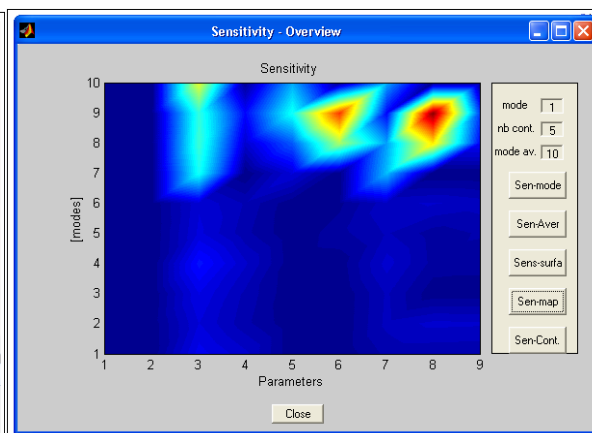 Sensitivity - Overview
Sensitivity
10
9
8
7
6
5
4
3
2
1
[modes]
1 2 3 4 5 6 7 8 9
Parameters
mode 1
nb cont. 5
mode av. 10
Sen-mode
Sen-Aver
Sens-surfa
Sen-map
Sen-Cont.
Close